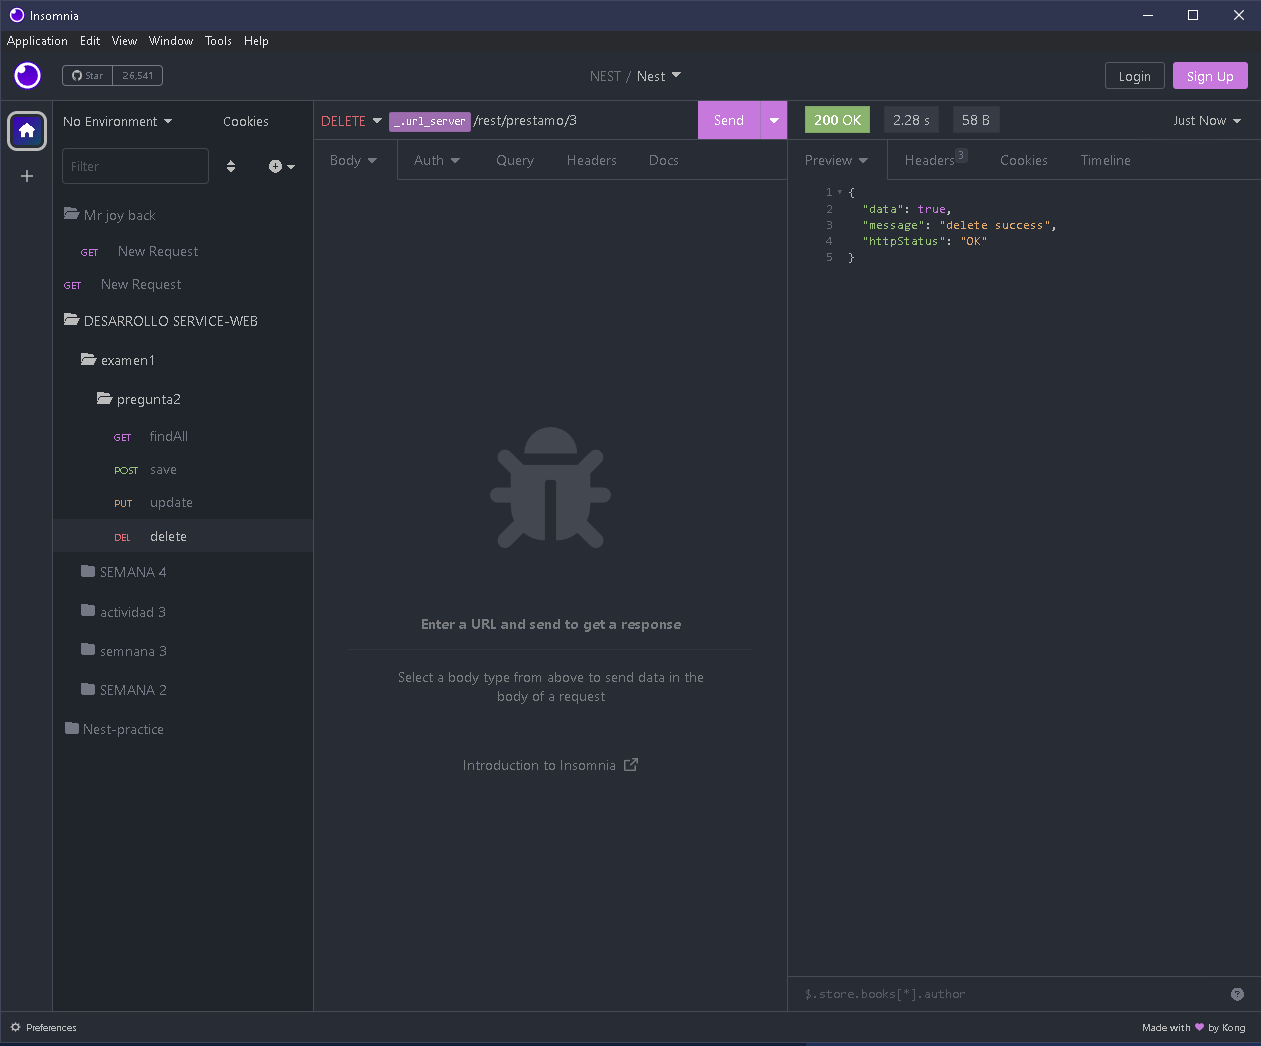 Insomnia
Application Edit View Window Tools Help
Star 26,541
NEST / Nest
Login Sign Up
No Environment Cookies
Filter
Mr joy back
GET New Request
GET New Request
DESARROLLO SERVICE-WEB
examen1
pregunta2
GET findAll
POST save
PUT update
DEL delete
SEMANA 4
actividad 3
semnana 3
SEMANA 2
Nest-practice
DELETE _.url_server /rest/prestamo/3 Send
Body Auth Query Headers Docs
Enter a URL and send to get a response
Select a body type from above to send data in the
body of a request
Introduction to Insomnia
200 OK 2.28 s 58 B Just Now
Preview Headers 3 Cookies Timeline
1 {
2 "data": true,
3 "message": "delete success",
4 "httpStatus": "OK"
5 }
$.store.books[*].author
Preferences
Made with ♥ by Kong